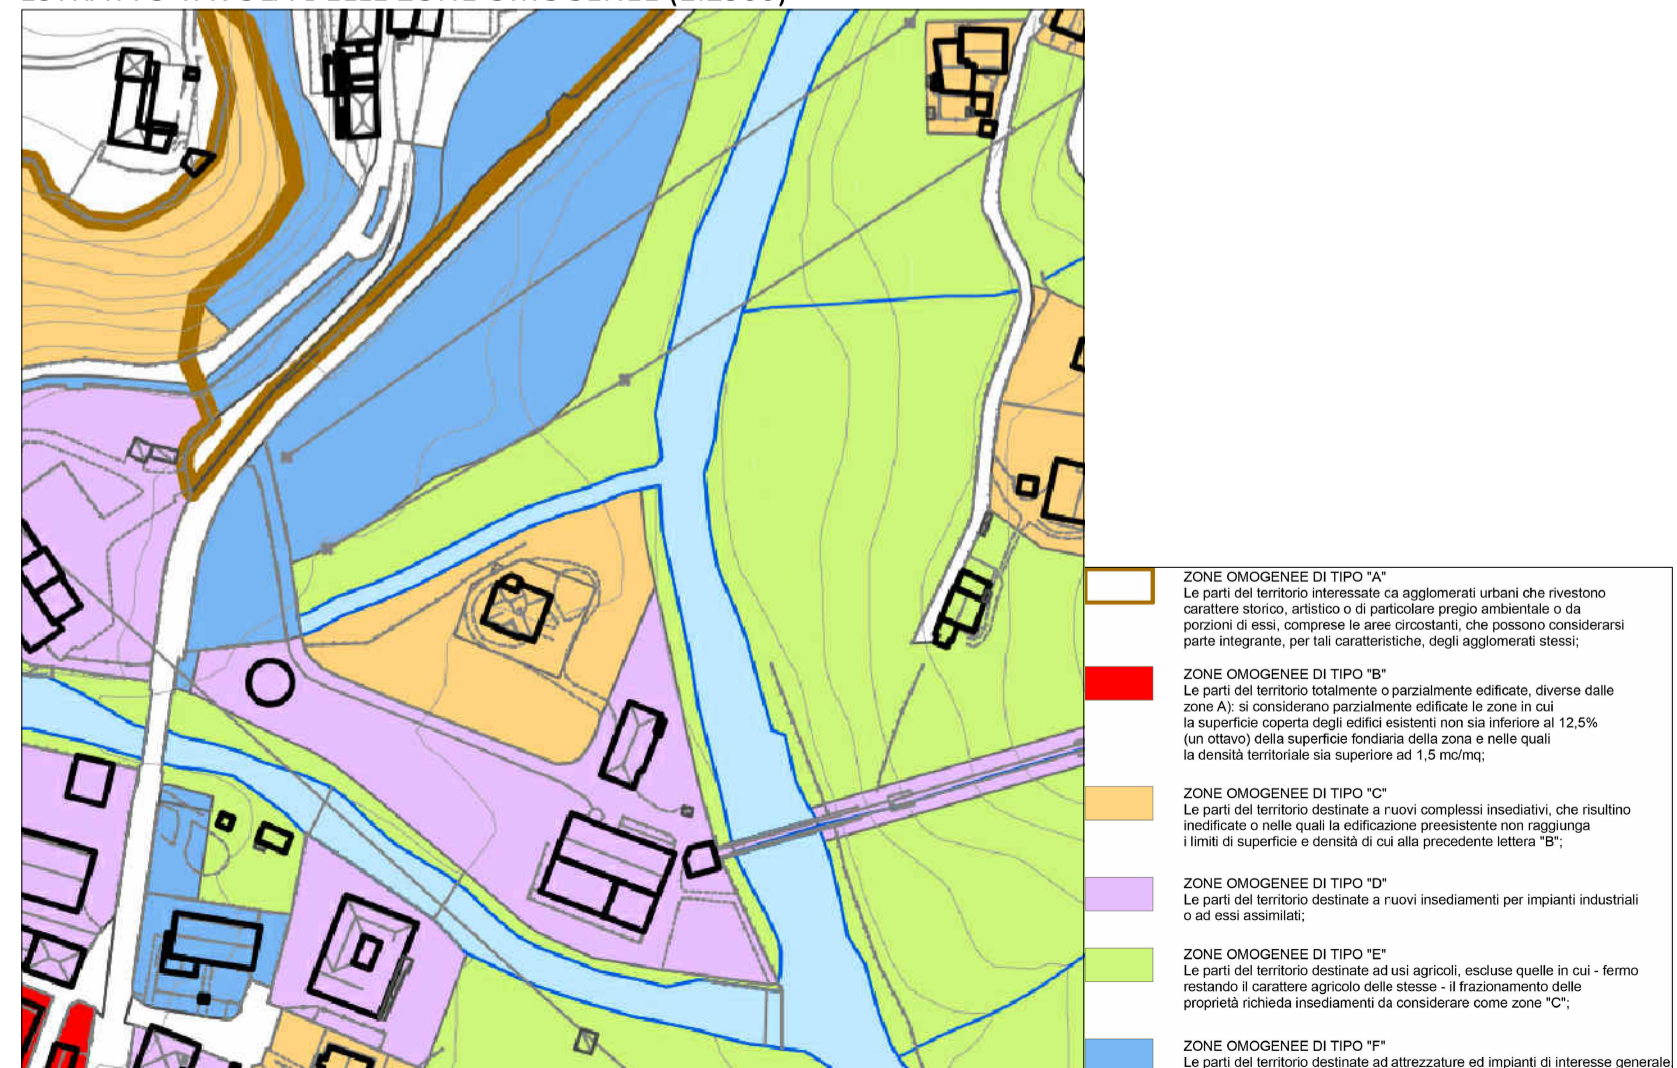 ZONE OMOGENEE DI TIPO "A"
Le parti del territorio interessate ca agglomerati urbani che rivestono
carattere storico, artistico o di particolare pregio ambientale o da
porzioni di essi, comprese le aree circostanti, che possono considerarsi
parte integrante, per tali caratteristiche, degli agglomerati stessi;
ZONE OMOGENEE DI TIPO "B"
Le parti del territorio totalmente o parzialmente edificate, diverse dalle
zone A): si considerano parzialmente edificate le zone in cui
la superficie coperta degli edifici esistenti non sia inferiore al 12,5%
(un ottavo) della superficie fondiaria della zona e nelle quali
la densità territoriale sia superiore ad 1,5 mc/mq;
ZONE OMOGENEE DI TIPO "C"
Le parti del territorio destinate a nuovi complessi insediativi, che risultino
inedificate o nelle quali la edificazione preesistente non raggiunga
i limiti di superficie e densità di cui alla precedente lettera "B";
ZONE OMOGENEE DI TIPO "D"
Le parti del territorio destinate a nuovi insediamenti per impianti industriali
o ad essi assimilati;
ZONE OMOGENEE DI TIPO "E"
Le parti del territorio destinate ad usi agricoli, escluse quelle in cui - fermo
restando il carattere agricolo delle stesse - il frazionamento delle
proprietà richieda insediamenti da considerare come zone "C";
ZONE OMOGENEE DI TIPO "F"
Le parti del territorio destinate ad attrezzature ed impianti di interesse generale